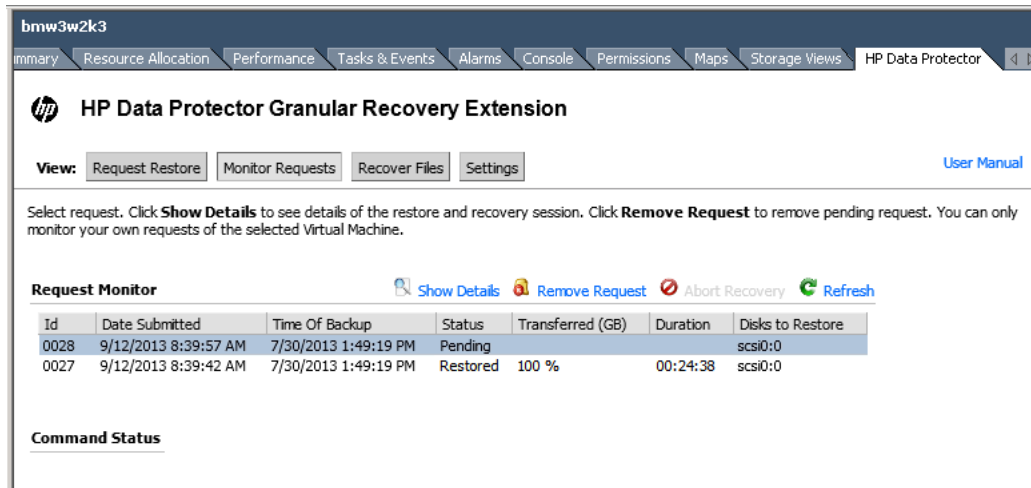 bmw3w2k3
mmary Resource Allocation Performance Tasks & Events Alarms Console Permissions Maps Storage Views HP Data Protector
hp HP Data Protector Granular Recovery Extension
View: Request Restore Monitor Requests Recover Files Settings User Manual
Select request. Click Show Details to see details of the restore and recovery session. Click Remove Request to remove pending request. You can only
monitor your own requests of the selected Virtual Machine.
Request Monitor Show Details Remove Request Abort Recovery Refresh
Id Date Submitted Time Of Backup Status Transferred (GB) Duration Disks to Restore
0028 9/12/2013 8:39:57 AM 7/30/2013 1:49:19 PM Pending scsi0:0
0027 9/12/2013 8:39:42 AM 7/30/2013 1:49:19 PM Restored 100 % 00:24:38 scsi0:0
Command Status